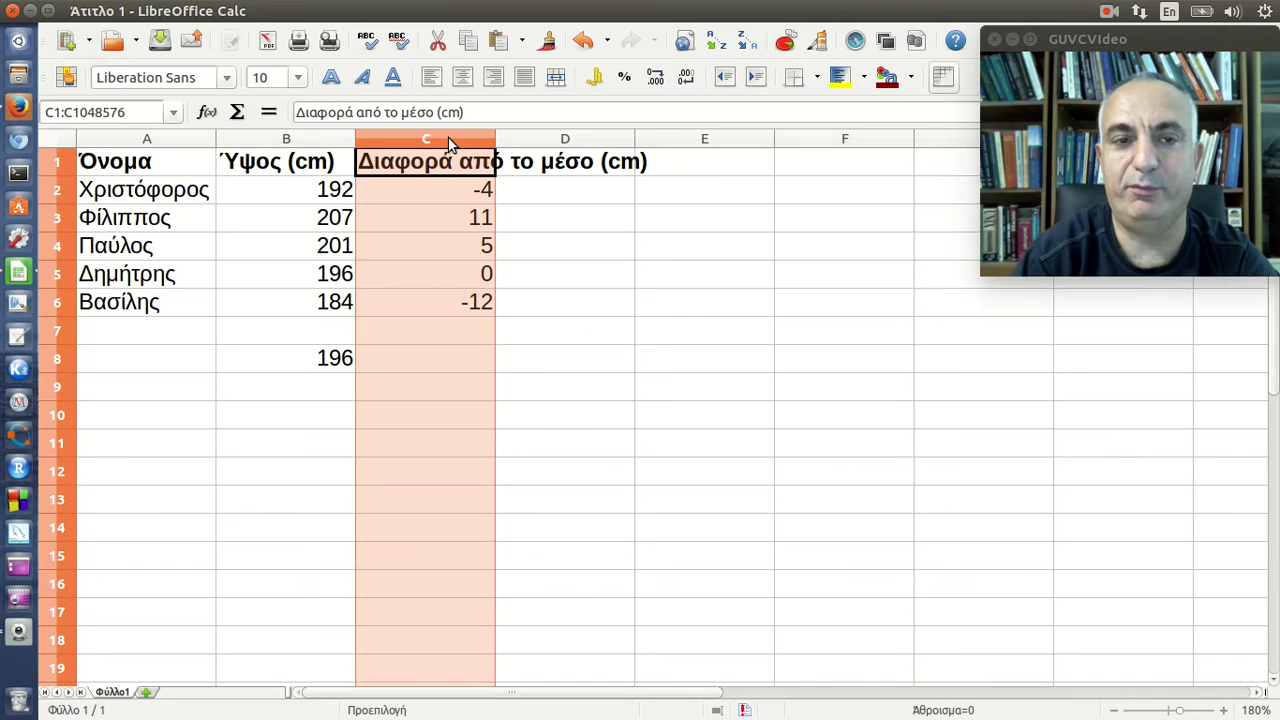 Άτιτλο 1 - LibreOffice Calc
En
GUVCVIdeo
Liberation Sans
10
C1:C1048576
Διαφορά από το μέσο (cm)
A B C D E F
1 Όνομα Ύψος (cm) Διαφορά από το μέσο (cm)
2 Χριστόφορος 192 -4
3 Φίλιππος 207 11
4 Παύλος 201 5
5 Δημήτρης 196 0
6 Βασίλης 184 -12
7
8 196
9
10
11
12
13
14
15
16
17
18
19
Φύλλο1
Φύλλο 1 / 1 Προεπιλογή Άθροισμα=0 180%